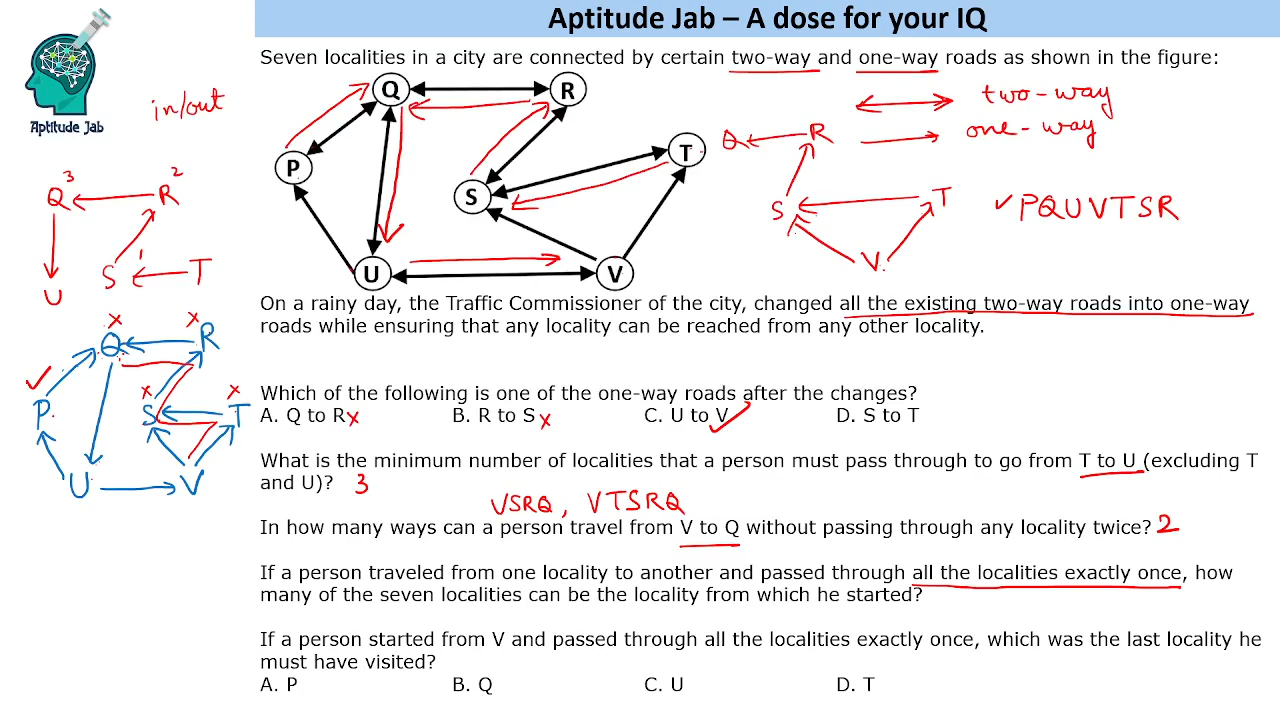 Aptitude Jab – A dose for your IQ
Aptitude Jab
in/out
Seven localities in a city are connected by certain two-way and one-way roads as shown in the figure:
Q R P T S U V
two-way
one-way
Q R
S T
V
✓ PQUVTSR
3 2
Q R
1
S T
U
x x
Q R
✓ x x
P S T
U V
On a rainy day, the Traffic Commissioner of the city, changed all the existing two-way roads into one-way
roads while ensuring that any locality can be reached from any other locality.
Which of the following is one of the one-way roads after the changes?
A. Q to R x B. R to S x C. U to V ✓ D. S to T
What is the minimum number of localities that a person must pass through to go from T to U (excluding T
and U)? 3
VSRQ, VTSRQ
In how many ways can a person travel from V to Q without passing through any locality twice? 2
If a person traveled from one locality to another and passed through all the localities exactly once, how
many of the seven localities can be the locality from which he started?
If a person started from V and passed through all the localities exactly once, which was the last locality he
must have visited?
A. P B. Q C. U D. T